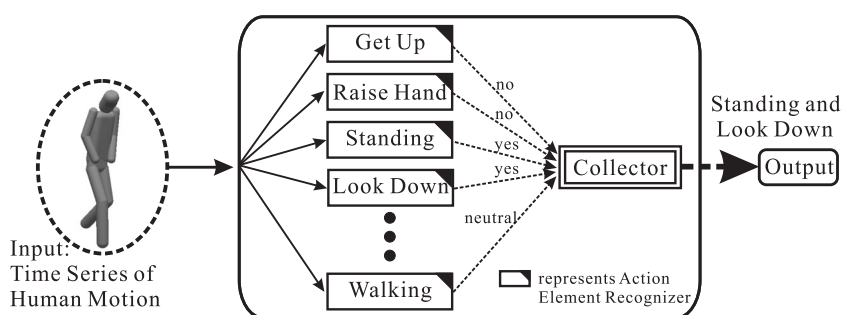 Get Up
Raise Hand
Standing
Look Down
Walking
no
no
yes
yes
neutral
Collector
Standing and
Look Down
Output
Input:
Time Series of
Human Motion
represents Action
Element Recognizer